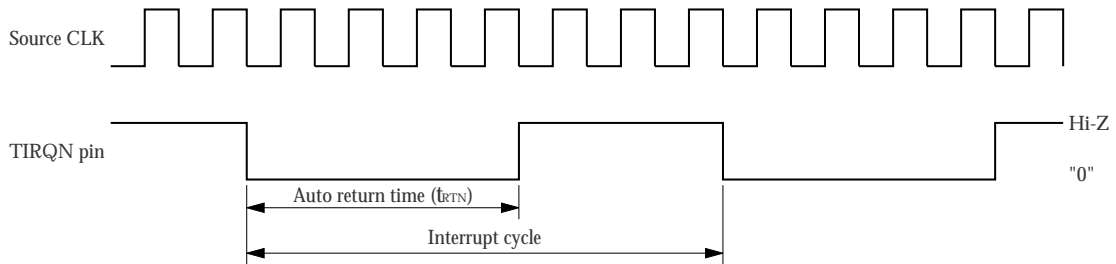 Source CLK
Hi-Z
TIRQN pin
"0"
Auto return time (tRTN)
Interrupt cycle